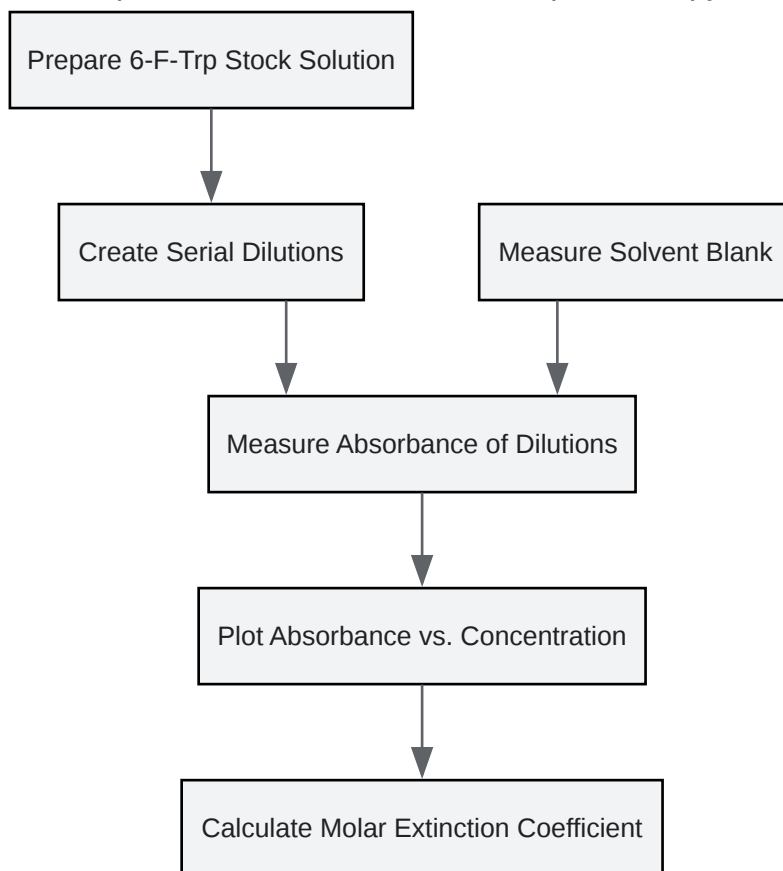 Prepare 6-F-Trp Stock Solution
Create Serial Dilutions
Measure Solvent Blank
Measure Absorbance of Dilutions
Plot Absorbance vs. Concentration
Calculate Molar Extinction Coefficient